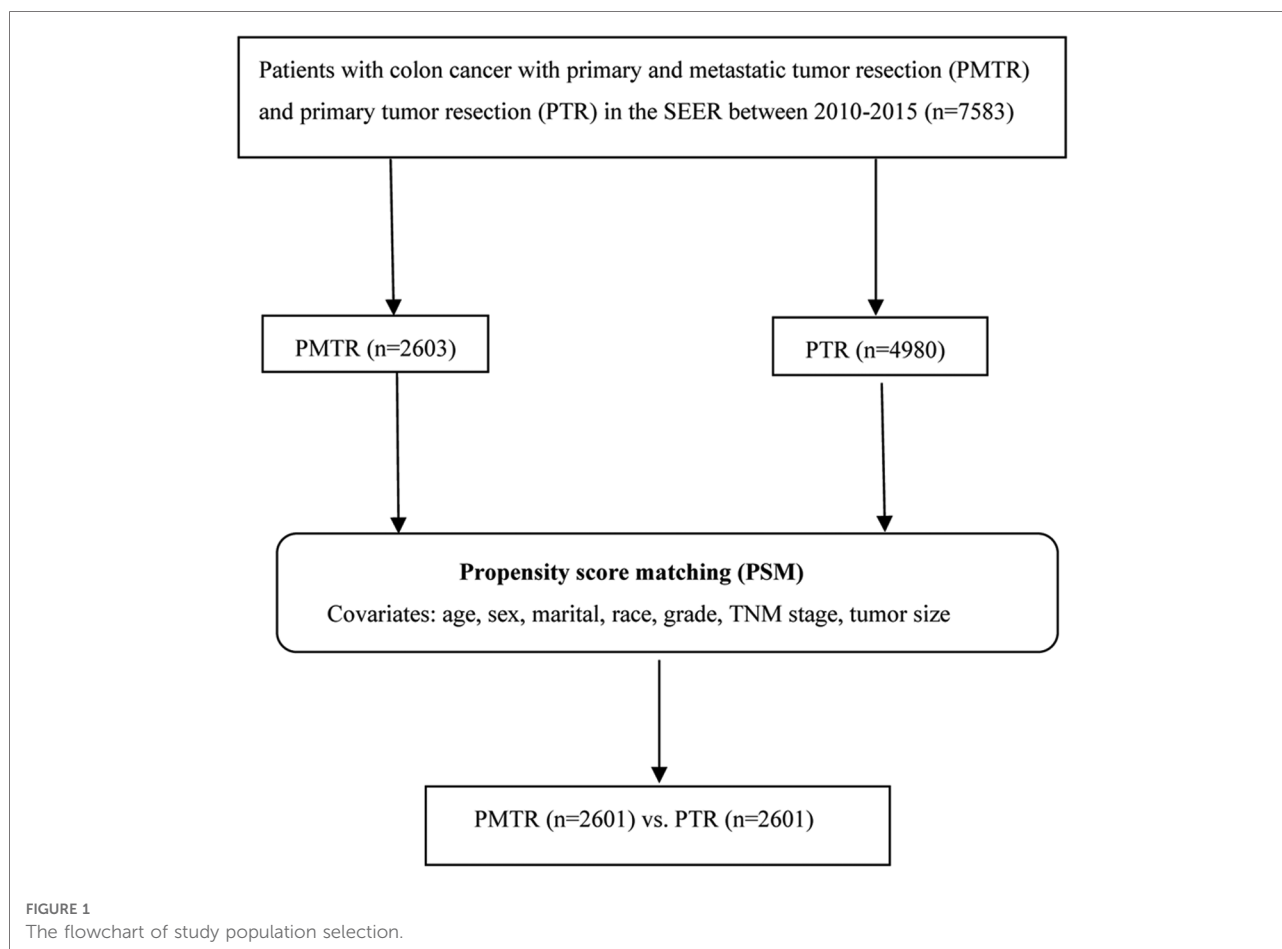 Patients with colon cancer with primary and metastatic tumor resection (PMTR)
and primary tumor resection (PTR) in the SEER between 2010-2015 (n=7583)
PMTR (n=2603)
PTR (n=4980)
Propensity score matching (PSM)
Covariates: age, sex, marital, race, grade, TNM stage, tumor size
PMTR (n=2601) vs. PTR (n=2601)
FIGURE 1
The flowchart of study population selection.